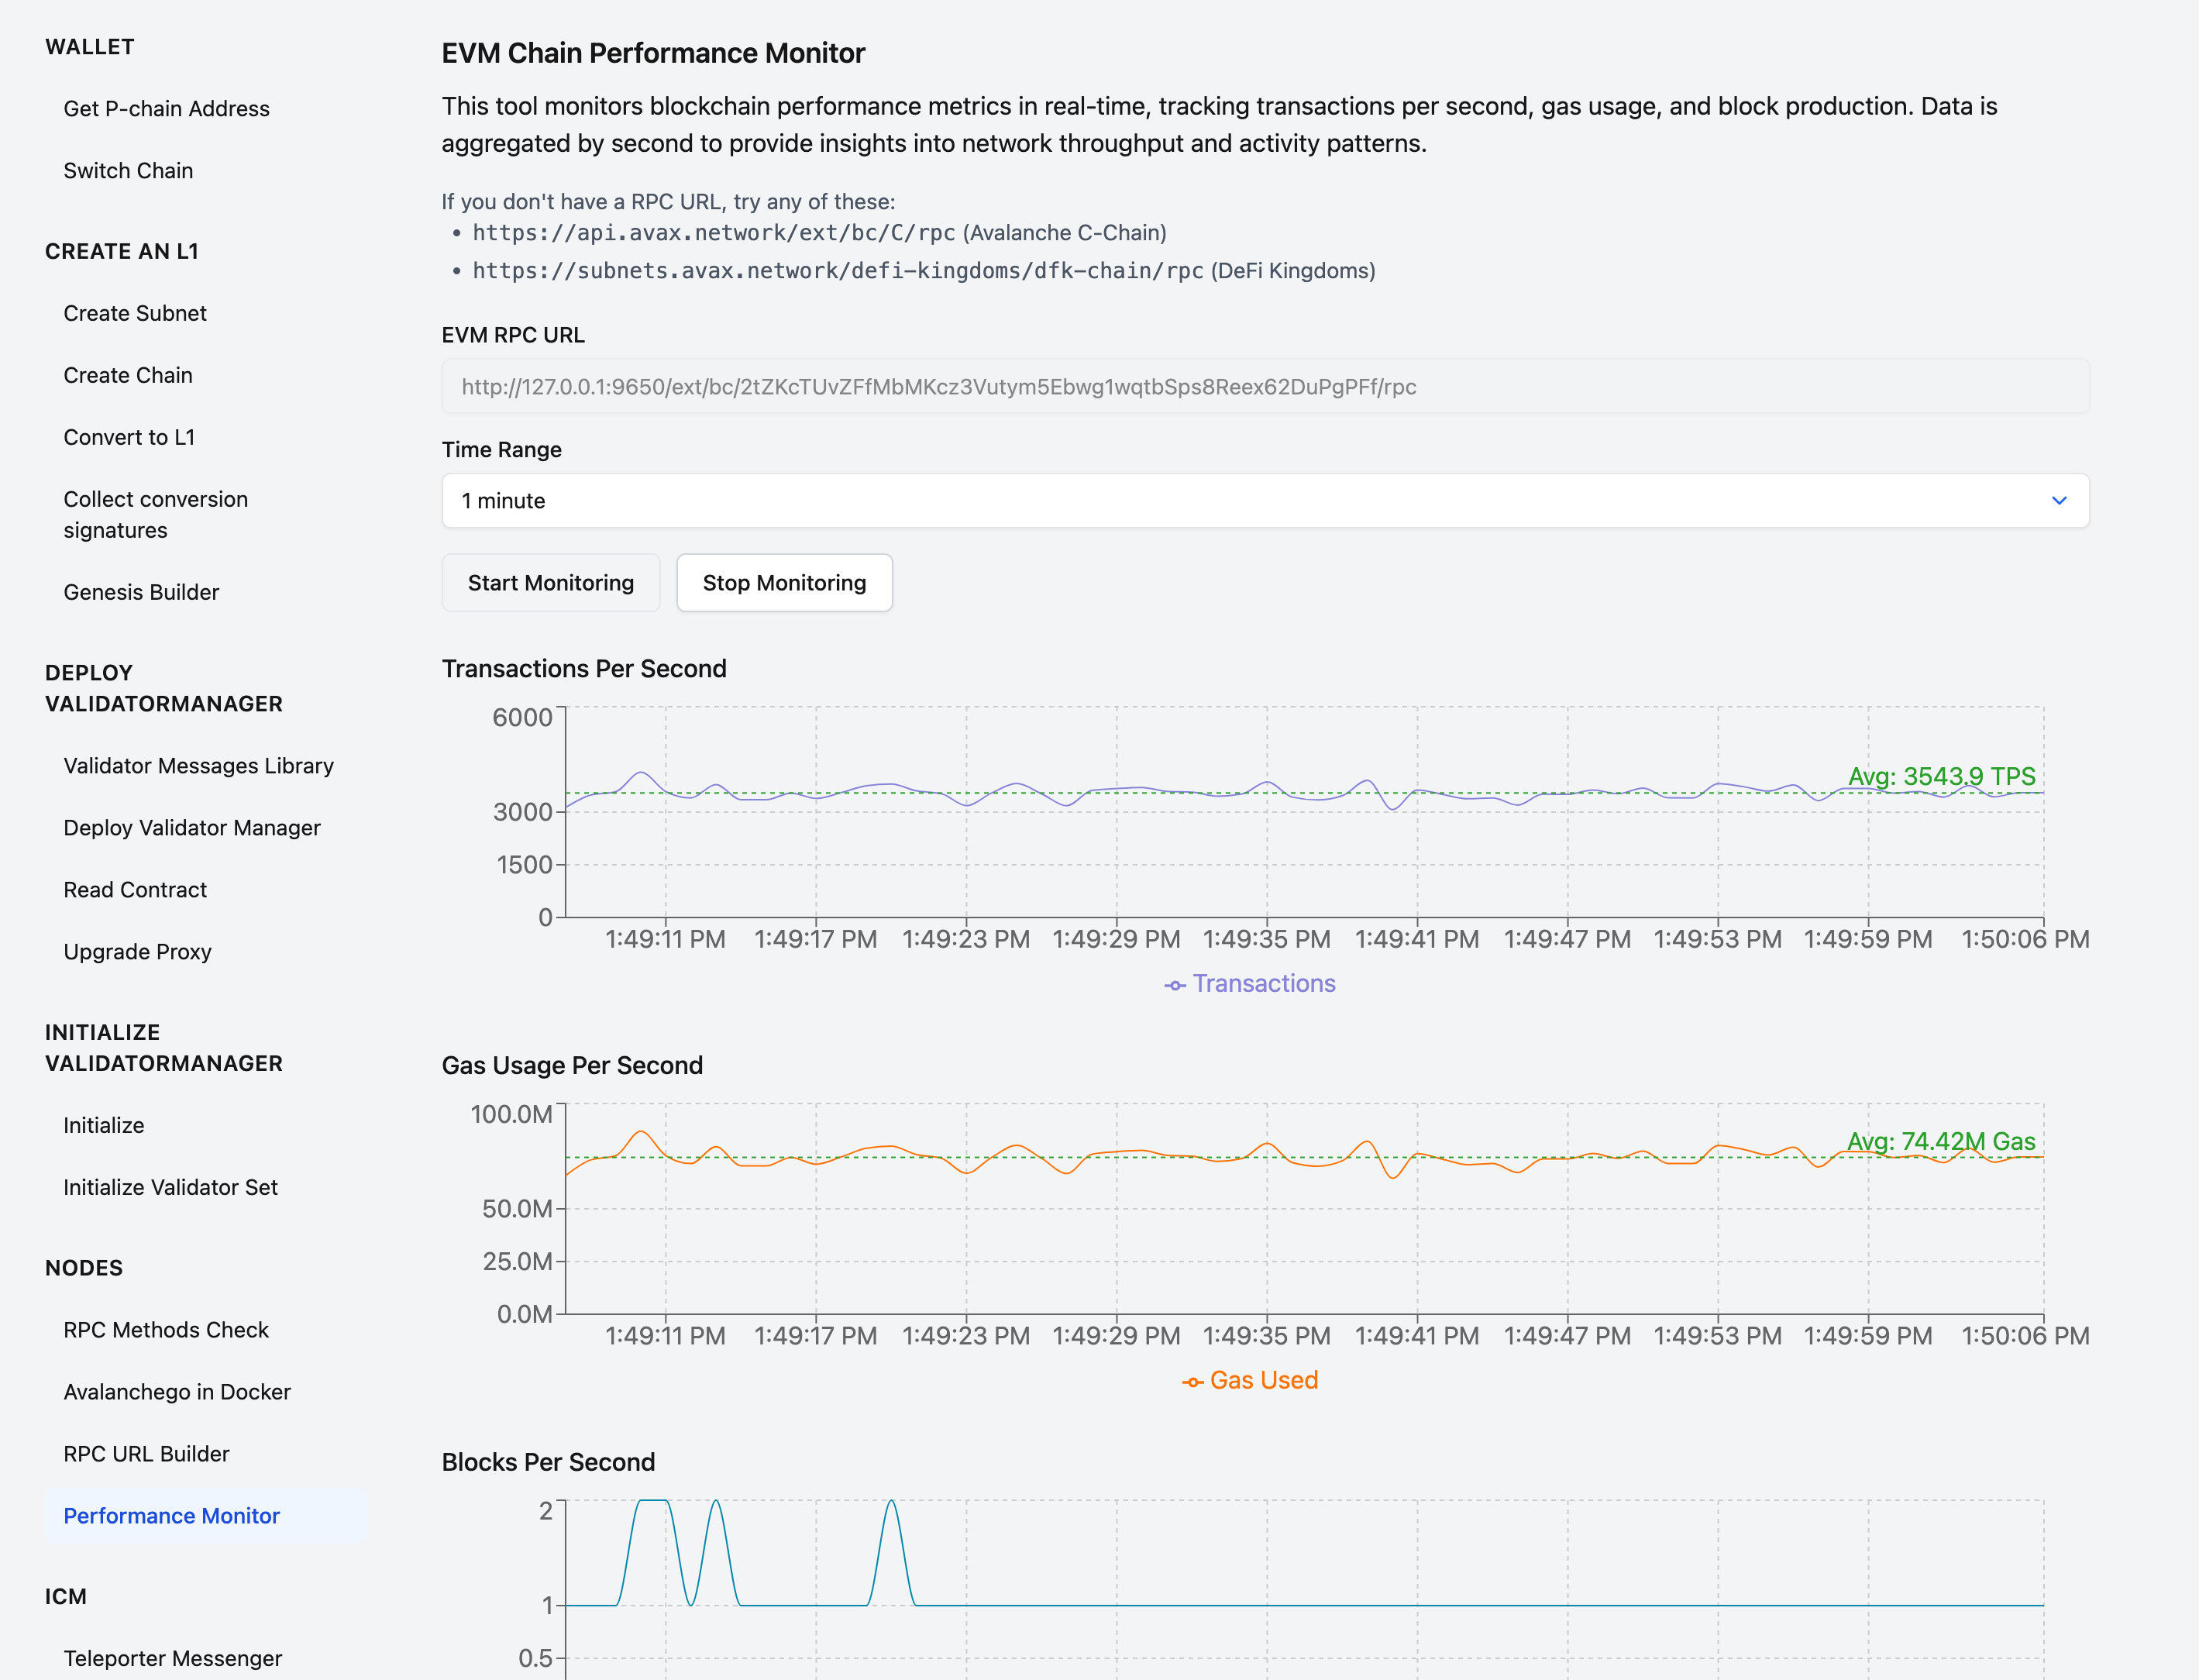 WALLET
Get P-chain Address
Switch Chain
CREATE AN L1
Create Subnet
Create Chain
Convert to L1
Collect conversion
signatures
Genesis Builder
DEPLOY
VALIDATORMANAGER
Validator Messages Library
Deploy Validator Manager
Read Contract
Upgrade Proxy
INITIALIZE
VALIDATORMANAGER
Initialize
Initialize Validator Set
NODES
RPC Methods Check
Avalanchego in Docker
RPC URL Builder
Performance Monitor
ICM
Teleporter Messenger
EVM Chain Performance Monitor
This tool monitors blockchain performance metrics in real-time, tracking transactions per second, gas usage, and block production. Data is
aggregated by second to provide insights into network throughput and activity patterns.
If you don't have a RPC URL, try any of these:
• https://api.avax.network/ext/bc/C/rpc (Avalanche C-Chain)
• https://subnets.avax.network/defi-kingdoms/dfk-chain/rpc (DeFi Kingdoms)
EVM RPC URL
http://127.0.0.1:9650/ext/bc/2tZKcTUvZFfMbMKcz3Vutym5Ebwg1wqtbSps8Reex62DuPgPFf/rpc
Time Range
1 minute
Start Monitoring Stop Monitoring
Transactions Per Second
6000
Avg: 3543.9 TPS
3000
1500
0
1:49:11 PM 1:49:17 PM 1:49:23 PM 1:49:29 PM 1:49:35 PM 1:49:41 PM 1:49:47 PM 1:49:53 PM 1:49:59 PM 1:50:06 PM
Transactions
Gas Usage Per Second
100.0M
Avg: 74.42M Gas
50.0M
25.0M
0.0M
1:49:11 PM 1:49:17 PM 1:49:23 PM 1:49:29 PM 1:49:35 PM 1:49:41 PM 1:49:47 PM 1:49:53 PM 1:49:59 PM 1:50:06 PM
Gas Used
Blocks Per Second
2
1
0.5